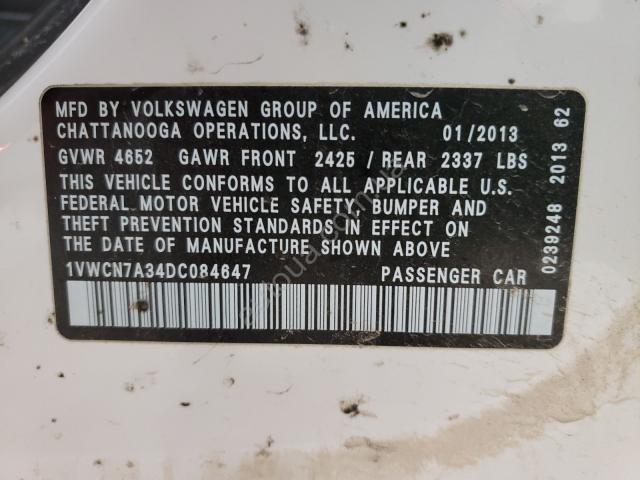 MFD BY VOLKSWAGEN GROUP OF AMERICA
CHATTANOOGA OPERATIONS, LLC. 01/2013
GVWR 4652 GAWR FRONT 2425 / REAR 2337 LBS
THIS VEHICLE CONFORMS TO ALL APPLICABLE U.S.
FEDERAL MOTOR VEHICLE SAFETY, BUMPER AND
THEFT PREVENTION STANDARDS IN EFFECT ON
THE DATE OF MANUFACTURE SHOWN ABOVE
1VWCN7A34DC084647 PASSENGER CAR
0239248 2013 62